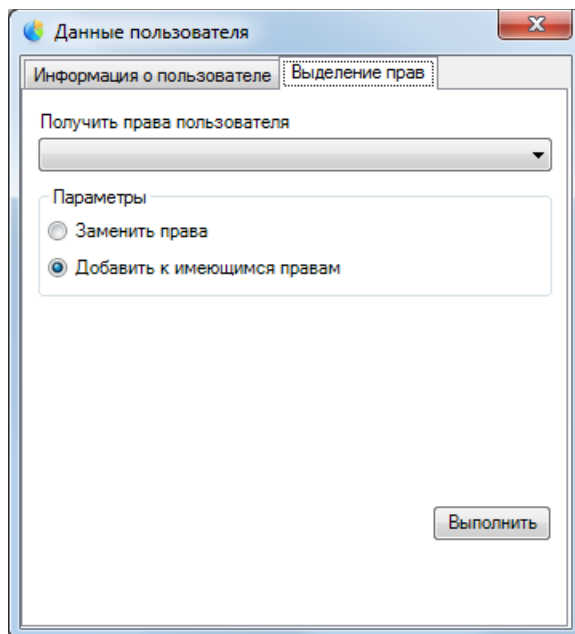 Данные пользователя
Информация о пользователе
Выделение прав
Получить права пользователя
Параметры
Заменить права
Добавить к имеющимся правам
Выполнить